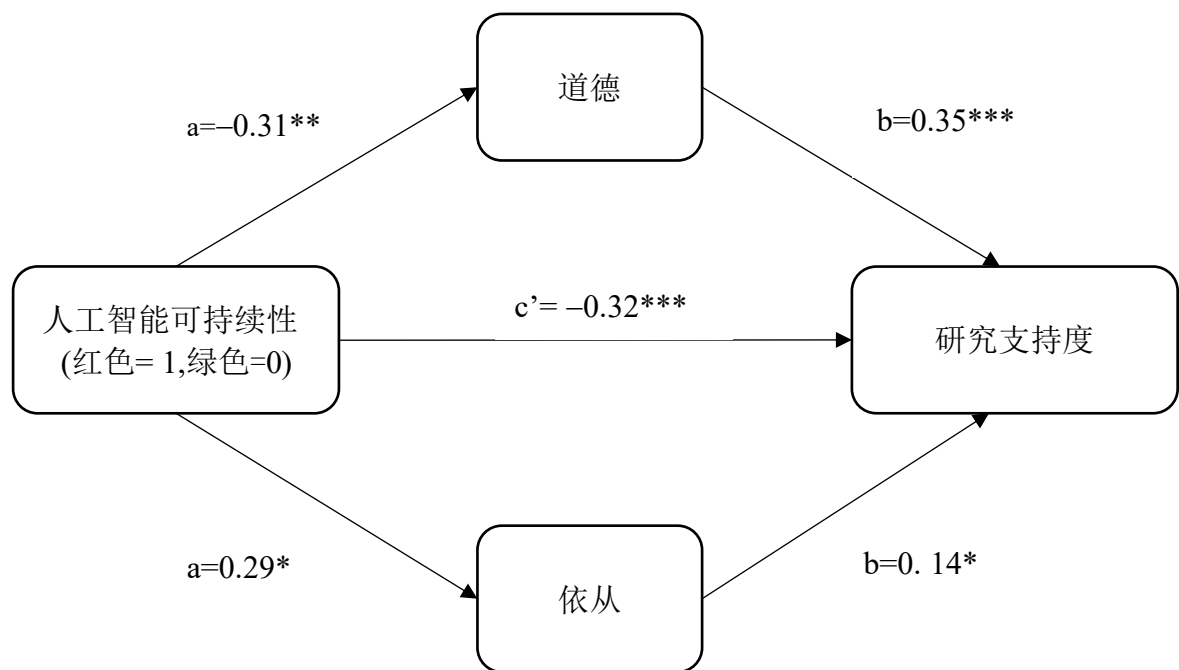 道德
a=−0.31**
b=0.35***
人工智能可持续性
(红色= 1,绿色=0)
c’= −0.32***
研究支持度
a=0.29*
b=0. 14*
依从